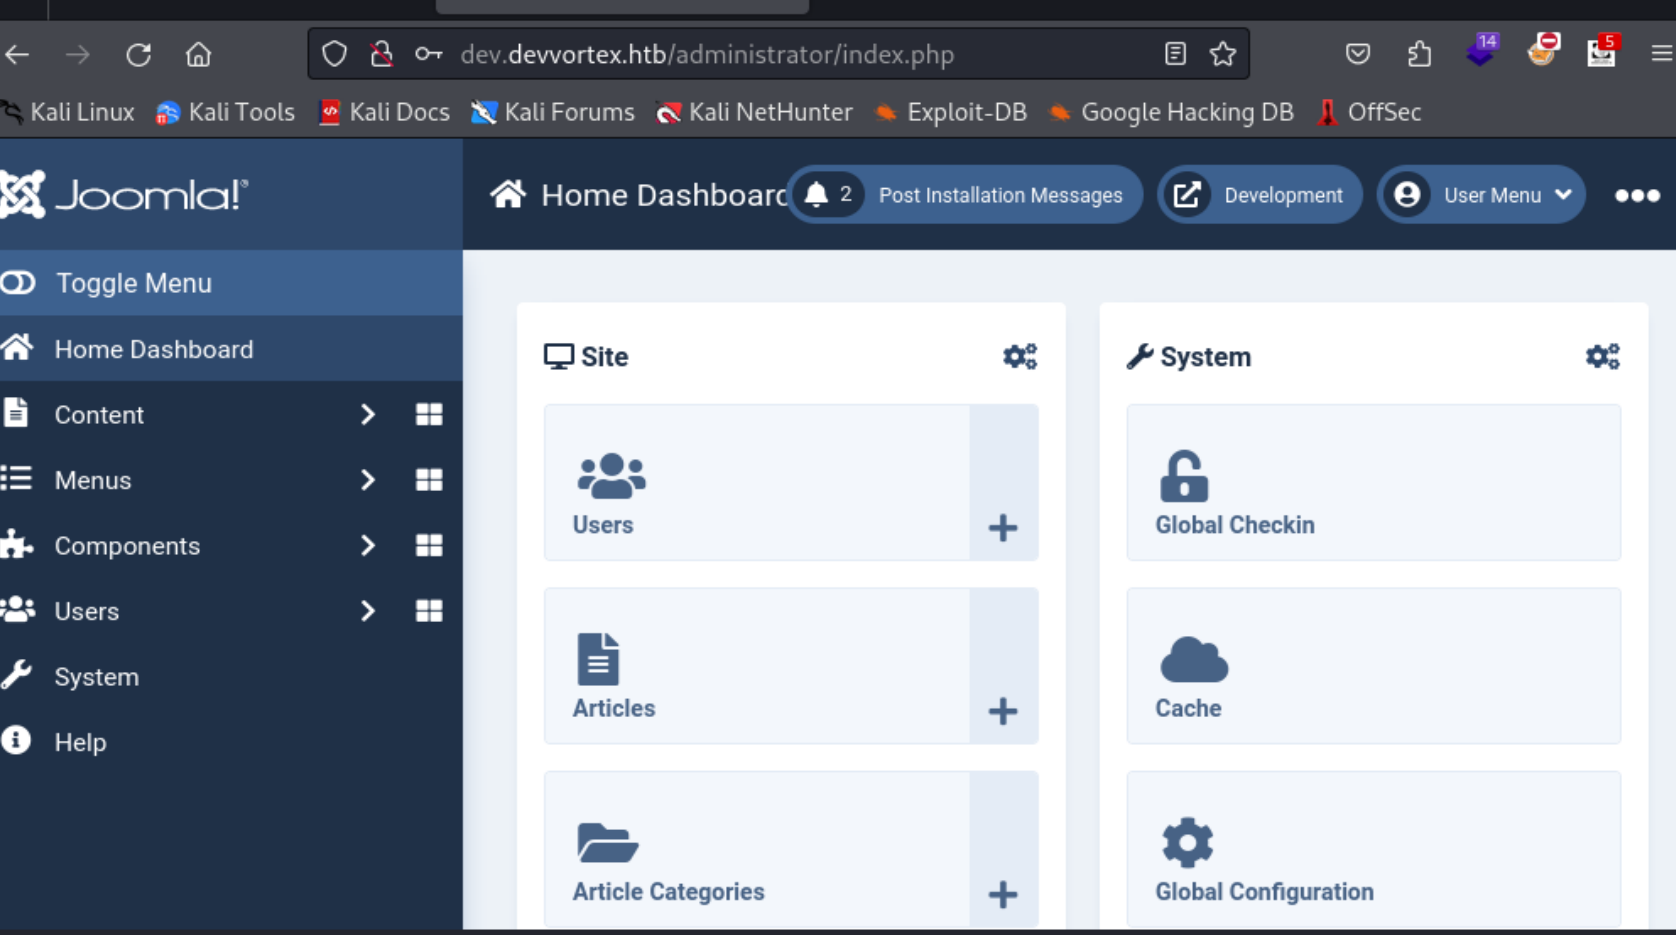 dev.devvortex.htb/administrator/index.php
14
5
Kali Linux Kali Tools Kali Docs Kali Forums Kali NetHunter Exploit-DB Google Hacking DB OffSec
Joomla!®
Home Dashboard
2 Post Installation Messages
Development
User Menu
Toggle Menu
Home Dashboard
Content
Menus
Components
Users
System
Help
Site
Users
Articles
Article Categories
System
Global Checkin
Cache
Global Configuration